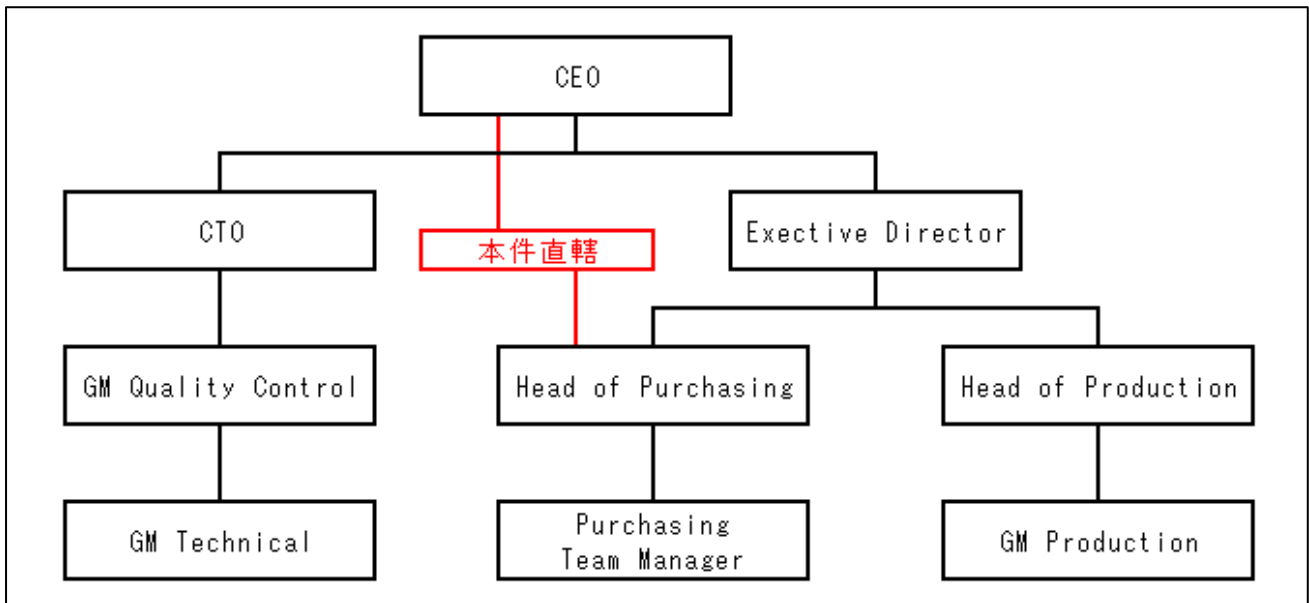 CEO
CTO
本件直轄
Exective Director
GM Quality Control
Head of Purchasing
Head of Production
GM Technical
Purchasing
Team Manager
GM Production